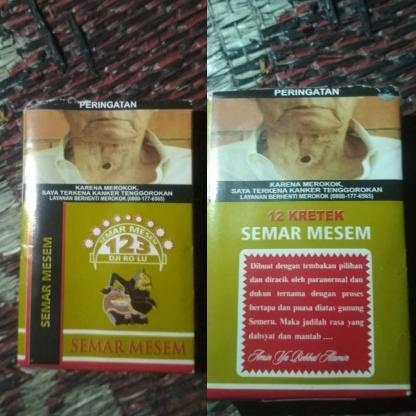 PERINGATAN
KARENA MEROKOK,
SAYA TERKENA KANKER TENGGOROKAN
LAYANAN BERHENTI MEROKOK (0800-177-6565)
SEMAR MESEM
SEMAR MESEM
123
DJI RO LU
SEMAR MESEM
PERINGATAN
KARENA MEROKOK,
SAYA TERKENA KANKER TENGGOROKAN
LAYANAN BERHENTI MEROKOK (0800-177-6565)
12 KRETEK
SEMAR MESEM
Dibuat dengan tembakau pilihan
dan diracik oleh paranormal dan
dukun ternama dengan proses
bertapa dan puasa diatas gunung
Semeru. Maka jadilah rasa yang
dahsyat dan mantab ....
Amin Ya Robbal Allamin